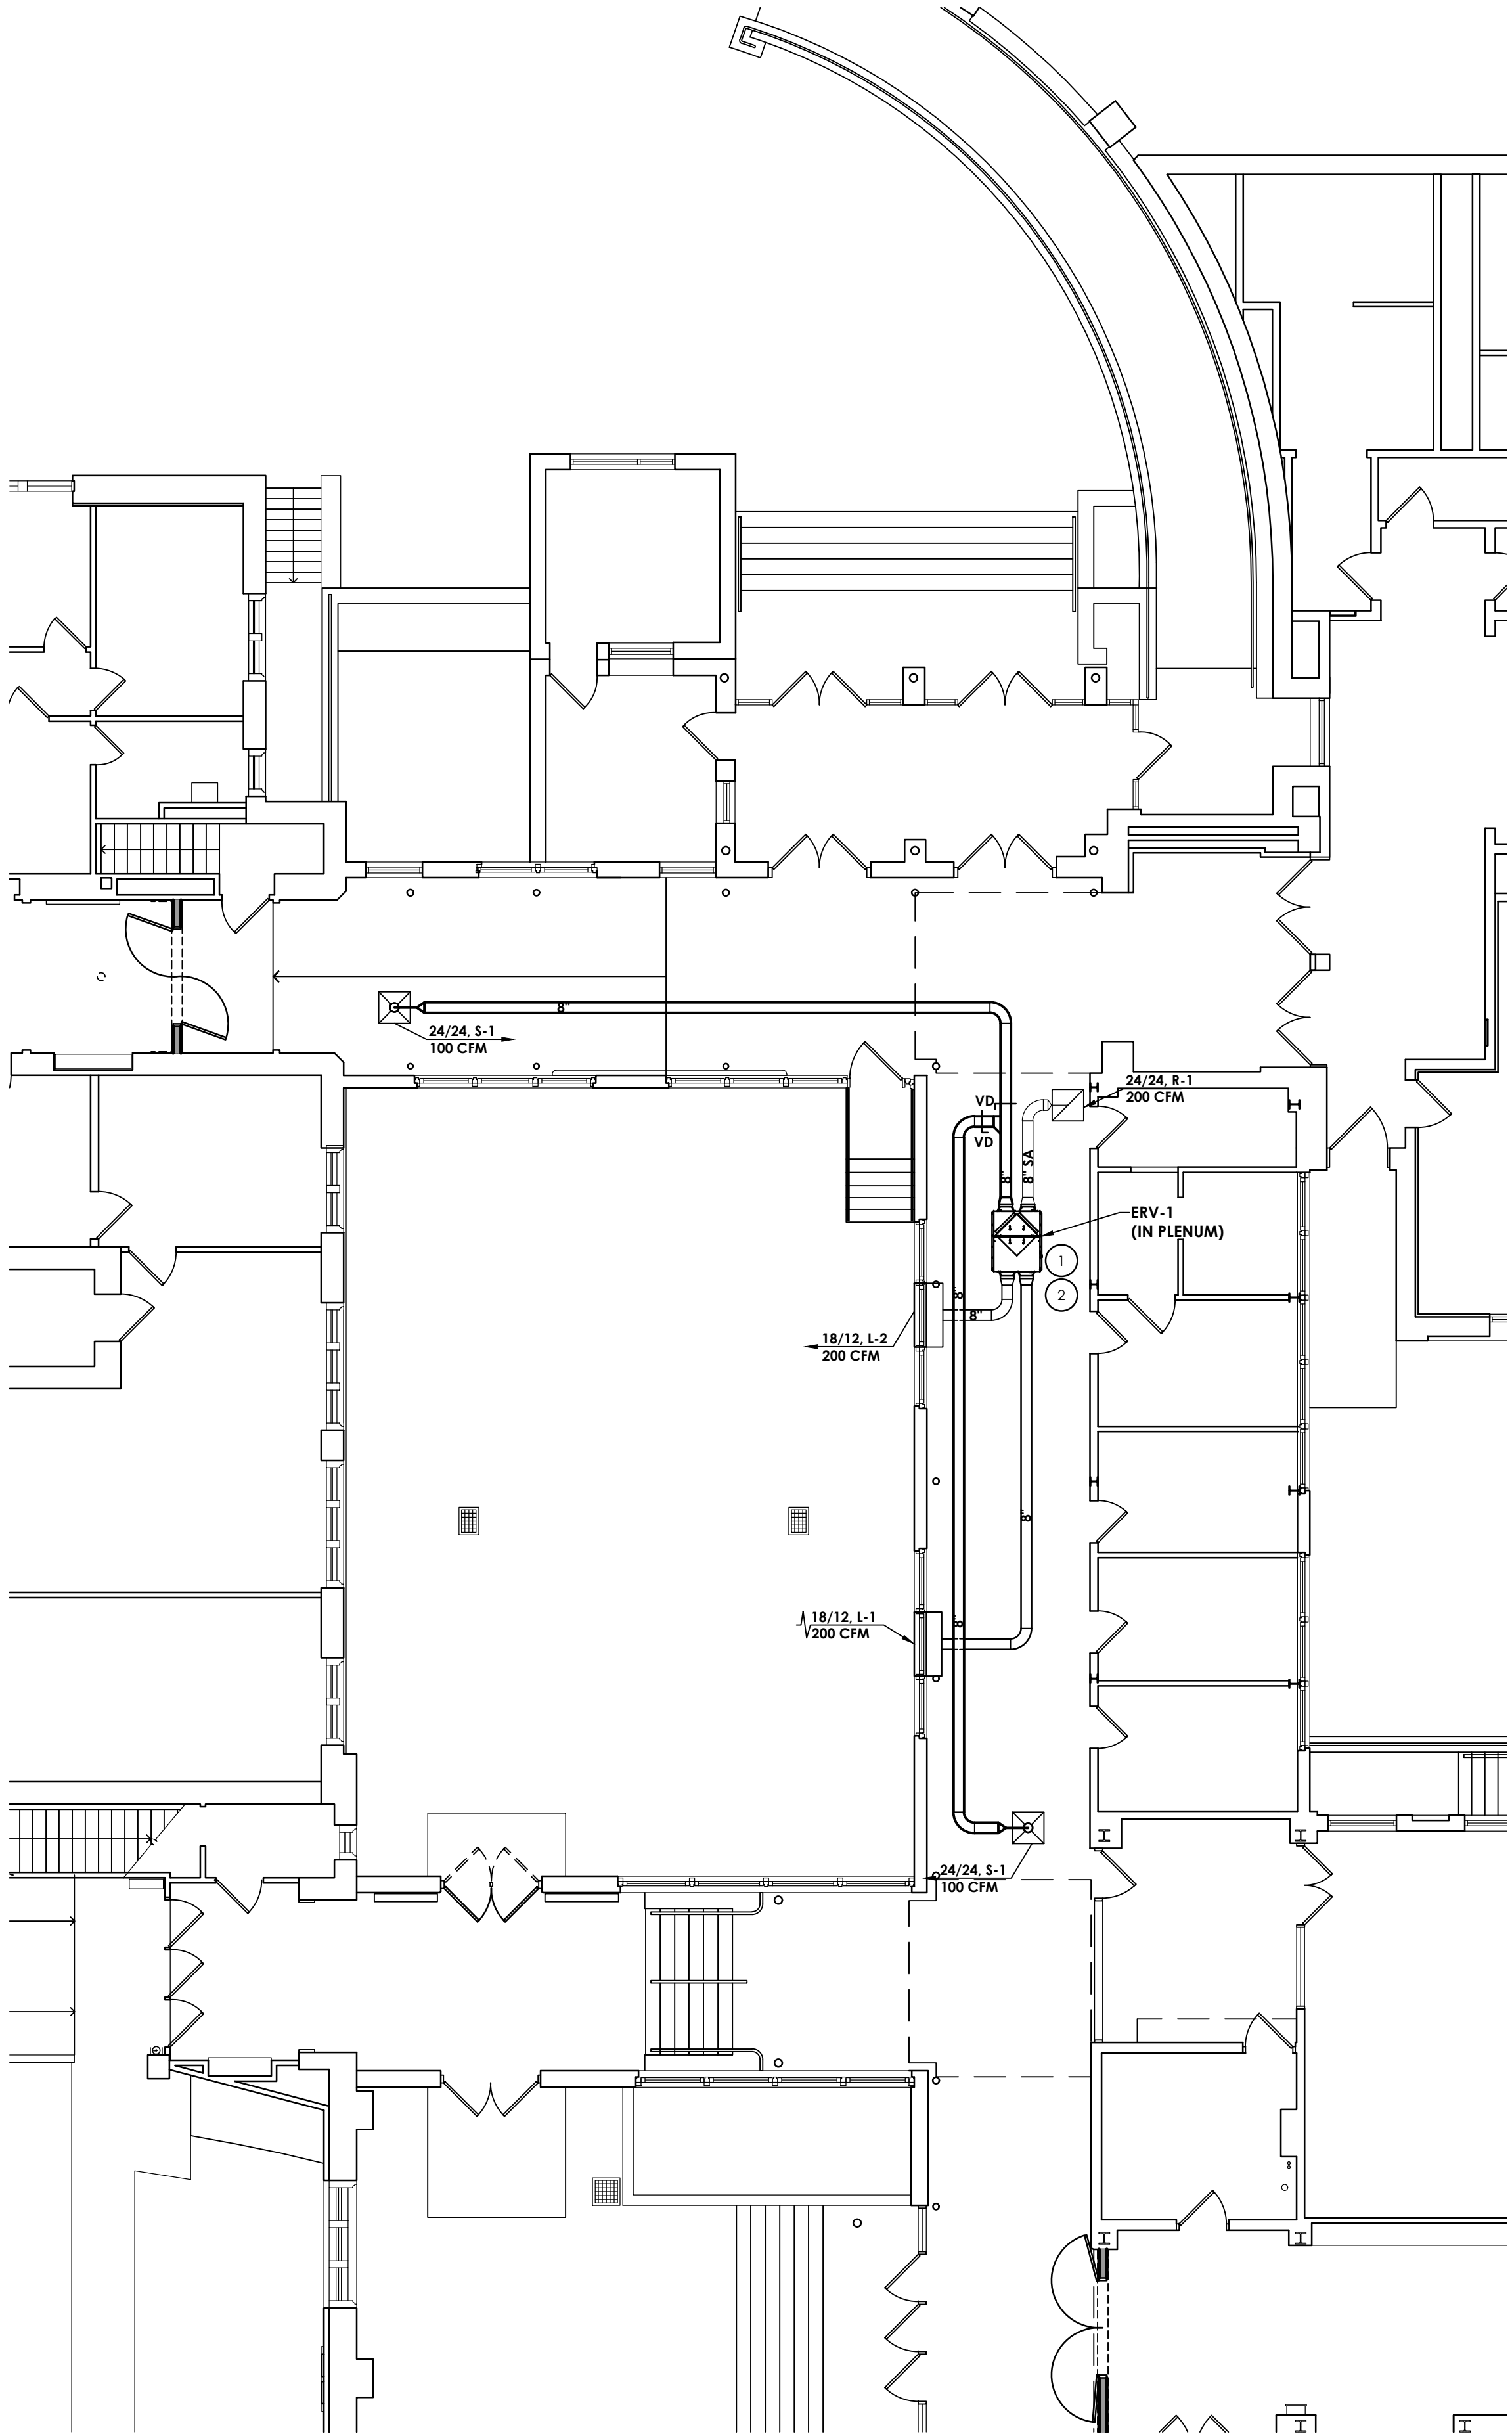 8"
24/24, S-1
100 CFM
24/24, R-1
200 CFM
VD
VD
8"
8" SA
ERV-1
(IN PLENUM)
1
2
8"
8"
18/12, L-2
200 CFM
8"
18/12, L-1
200 CFM
8"
24/24, S-1
100 CFM